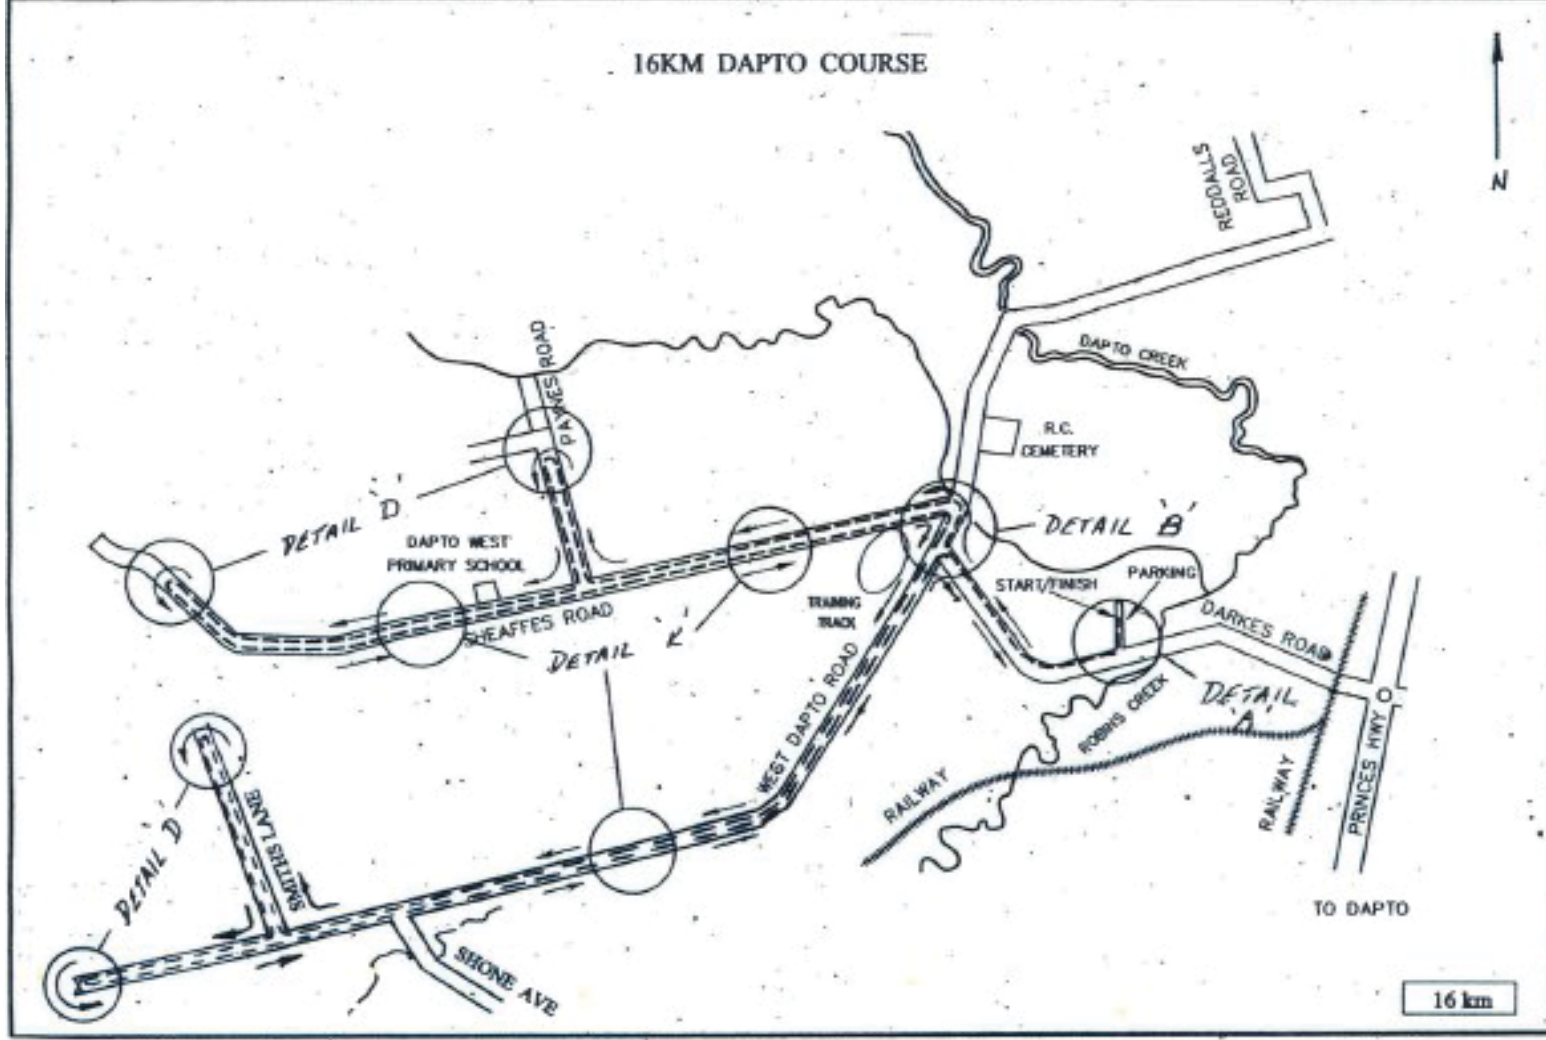 16KM DAPTO COURSE
N
REDDALLS
ROAD
PAYNES ROAD
DAPTO CREEK
R.C.
CEMETERY
DETAIL 'D'
DAPTO WEST
PRIMARY SCHOOL
DETAIL 'B'
START/FINISH
PARKING
TRAINING
TRACK
SHEAFFES ROAD
DETAIL 'K'
DARKES ROAD
WEST DAPTO ROAD
DETAIL
'A'
ROBINS CREEK
RAILWAY
RAILWAY
PRINCES HWY
SMITHS LANE
DETAIL 'D'
TO DAPTO
SHONE AVE
16 km